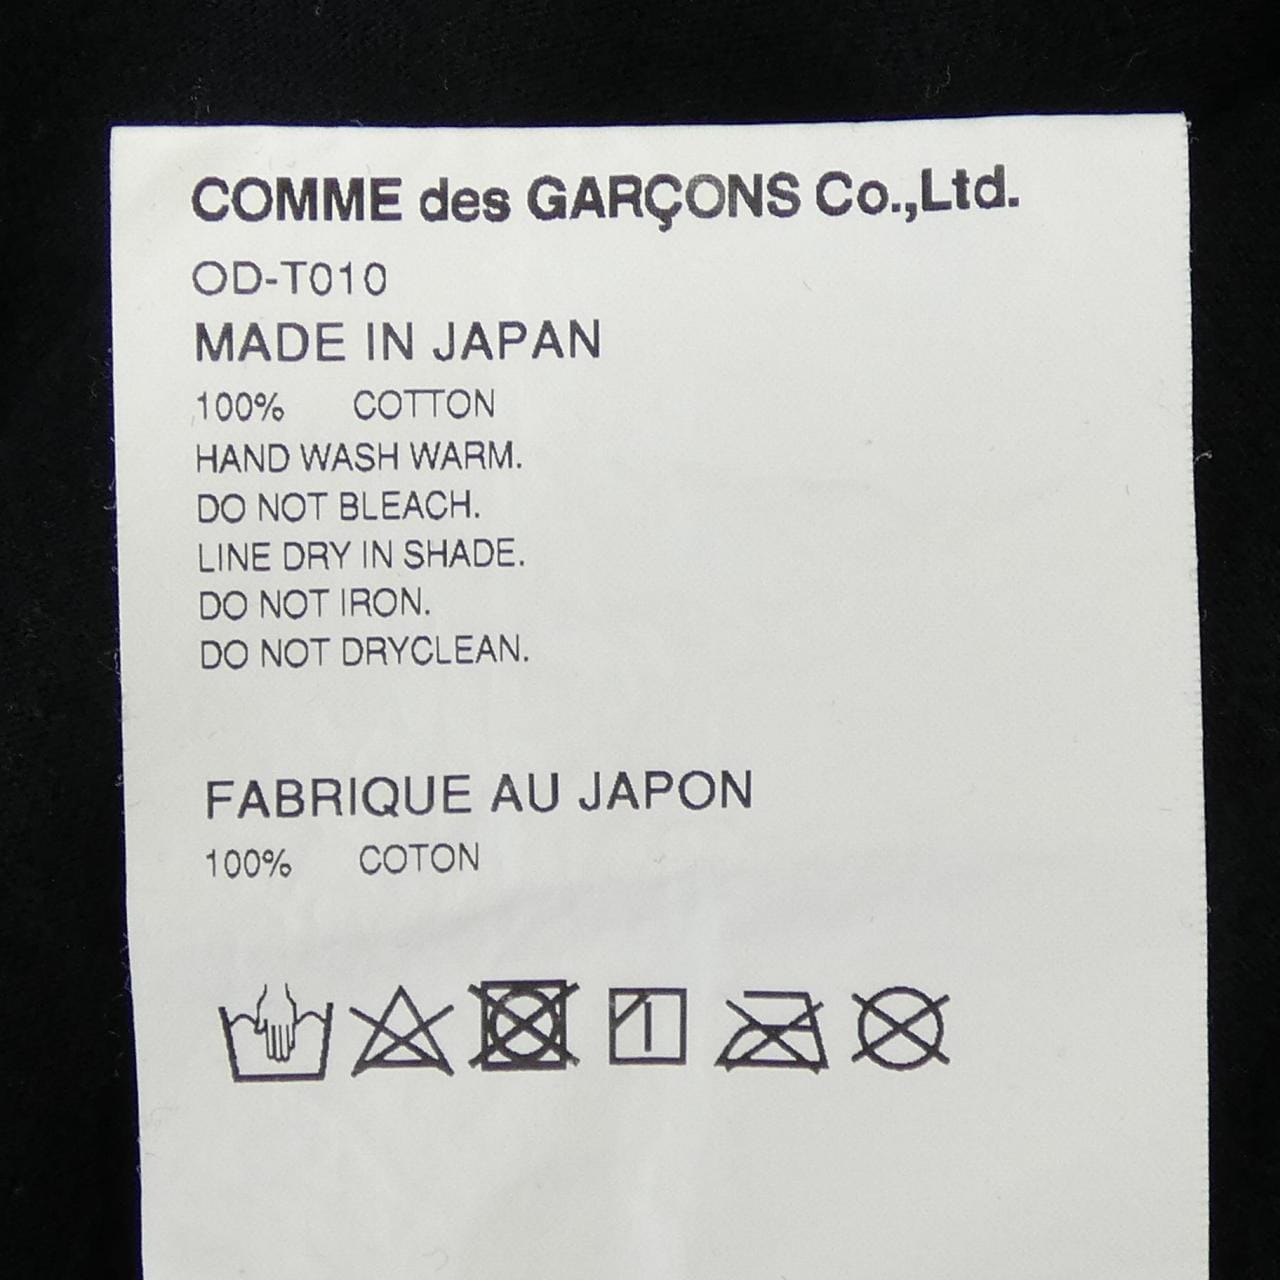 COMME des GARÇONS Co.,Ltd.
OD-T010
MADE IN JAPAN
100% COTTON
HAND WASH WARM.
DO NOT BLEACH.
LINE DRY IN SHADE.
DO NOT IRON.
DO NOT DRYCLEAN.
FABRIQUE AU JAPON
100% COTON